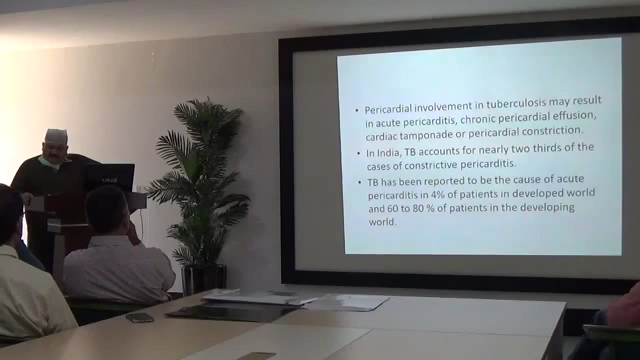 • Pericardial involvement in tuberculosis may result
in acute pericarditis, chronic pericardial effusion,
cardiac tamponade or pericardial constriction.
• In India, TB accounts for nearly two thirds of the
cases of constrictive pericarditis.
• TB has been reported to be the cause of acute
pericarditis in 4% of patients in developed world
and 60 to 80 % of patients in the developing
world.